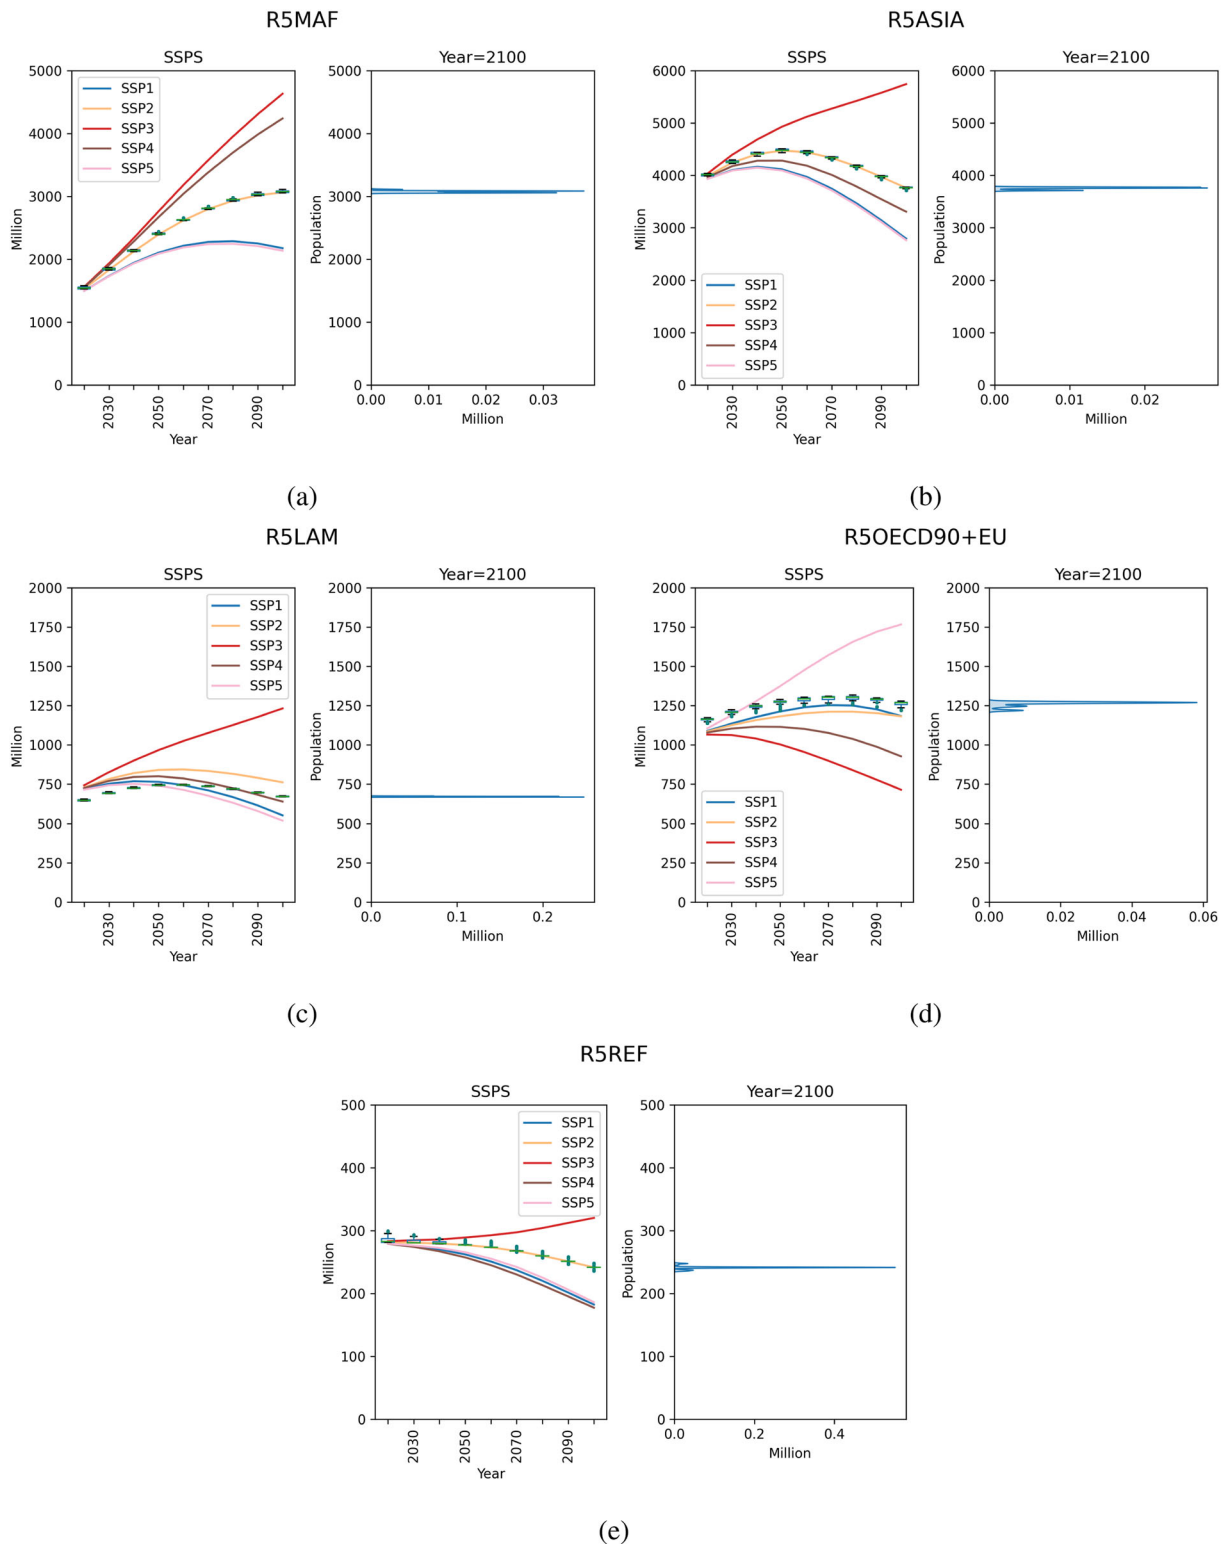 R5MAF
SSPS
Year=2100
5000
4000
3000
2000
1000
0
Million
SSP1
SSP2
SSP3
SSP4
SSP5
2030
2050
2070
2090
Year
5000
4000
3000
2000
1000
0
Population
0.00
0.01
0.02
0.03
Million
(a)
R5ASIA
SSPS
Year=2100
6000
5000
4000
3000
2000
1000
0
Million
SSP1
SSP2
SSP3
SSP4
SSP5
2030
2050
2070
2090
Year
6000
5000
4000
3000
2000
1000
0
Population
0.00
0.01
0.02
Million
(b)
R5LAM
SSPS
Year=2100
2000
1750
1500
1250
1000
750
500
250
0
Million
SSP1
SSP2
SSP3
SSP4
SSP5
2030
2050
2070
2090
Year
2000
1750
1500
1250
1000
750
500
250
0
Population
0.0
0.1
0.2
Million
(c)
R5OECD90+EU
SSPS
Year=2100
2000
1750
1500
1250
1000
750
500
250
0
Million
SSP1
SSP2
SSP3
SSP4
SSP5
2030
2050
2070
2090
Year
2000
1750
1500
1250
1000
750
500
250
0
Population
0.00
0.02
0.04
0.06
Million
(d)
R5REF
SSPS
Year=2100
500
400
300
200
100
0
Million
SSP1
SSP2
SSP3
SSP4
SSP5
2030
2050
2070
2090
Year
500
400
300
200
100
0
Population
0.0
0.2
0.4
Million
(e)